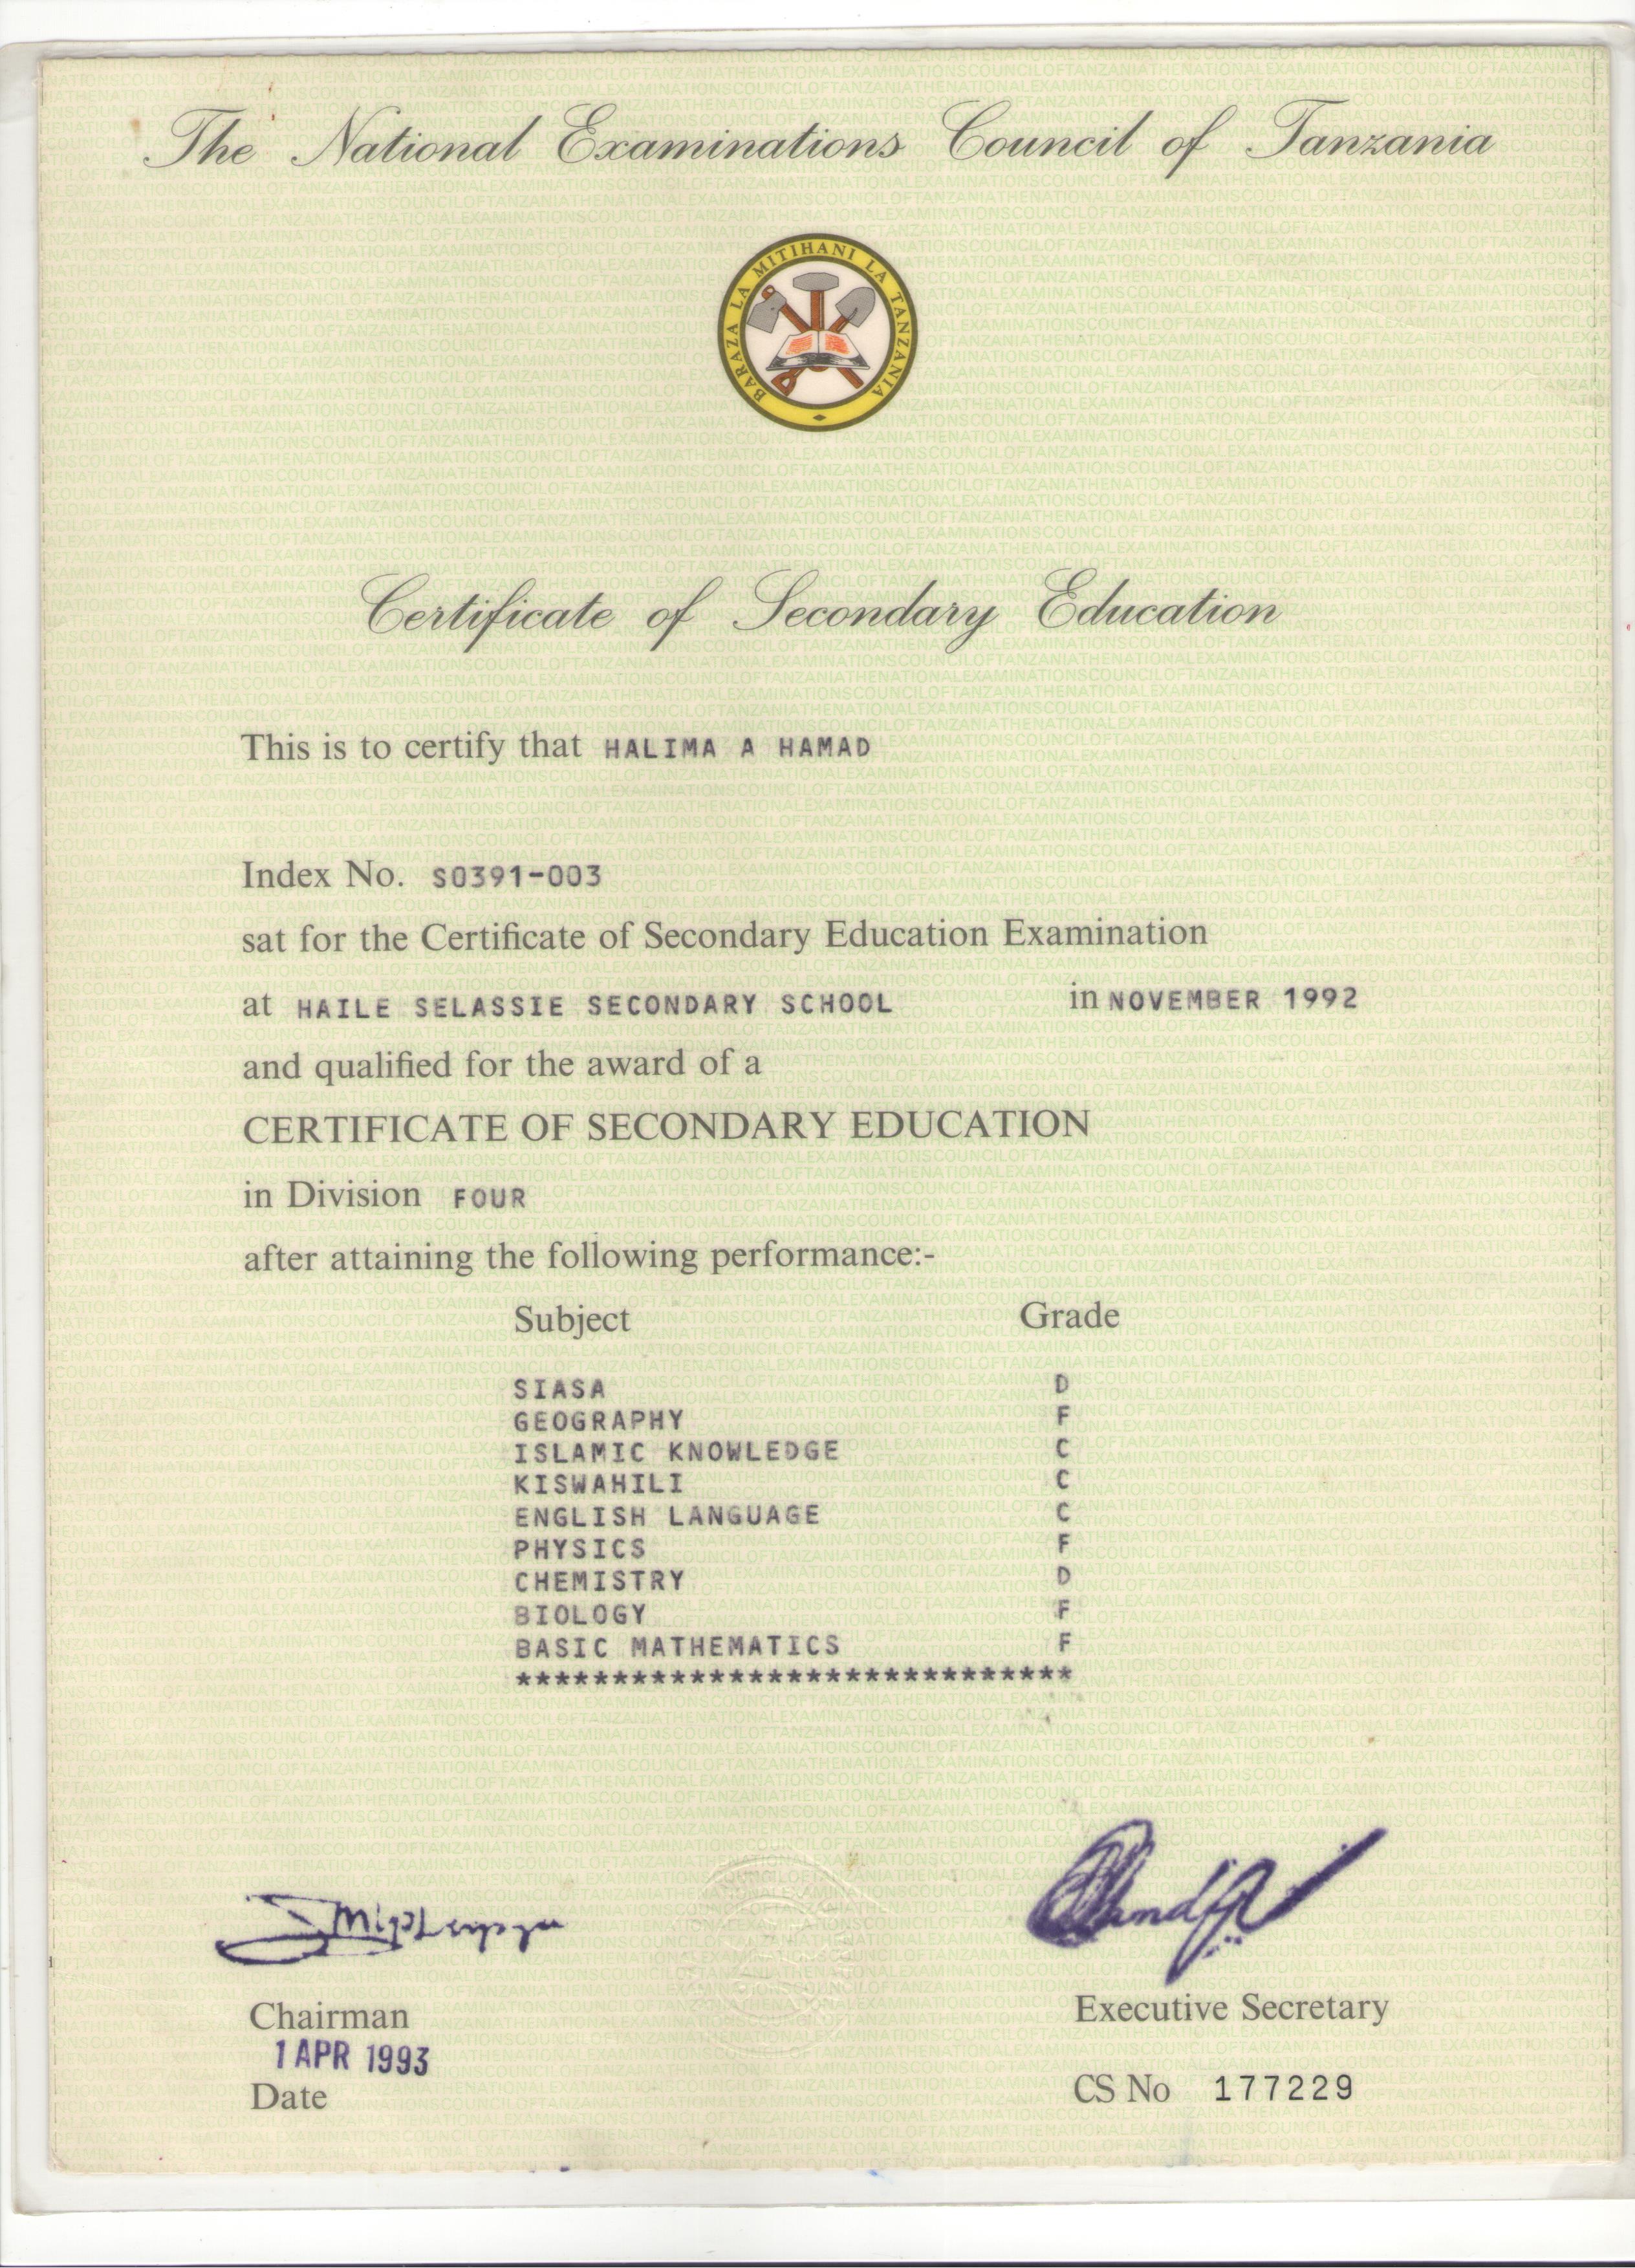 The National Examinations Council of Tanzania
BARAZA LA MITIHANI LA TANZANIA
Certificate of Secondary Education
This is to certify that HALIMA A HAMAD
Index No. S0391-003
sat for the Certificate of Secondary Education Examination
at HAILE SELASSIE SECONDARY SCHOOL in NOVEMBER 1992
and qualified for the award of a
CERTIFICATE OF SECONDARY EDUCATION
in Division FOUR
after attaining the following performance:-
Subject Grade
SIASA D
GEOGRAPHY F
ISLAMIC KNOWLEDGE C
KISWAHILI C
ENGLISH LANGUAGE C
PHYSICS F
CHEMISTRY D
BIOLOGY F
BASIC MATHEMATICS F
*****************************
Chairman Executive Secretary
1 APR 1993
Date CS No 177229